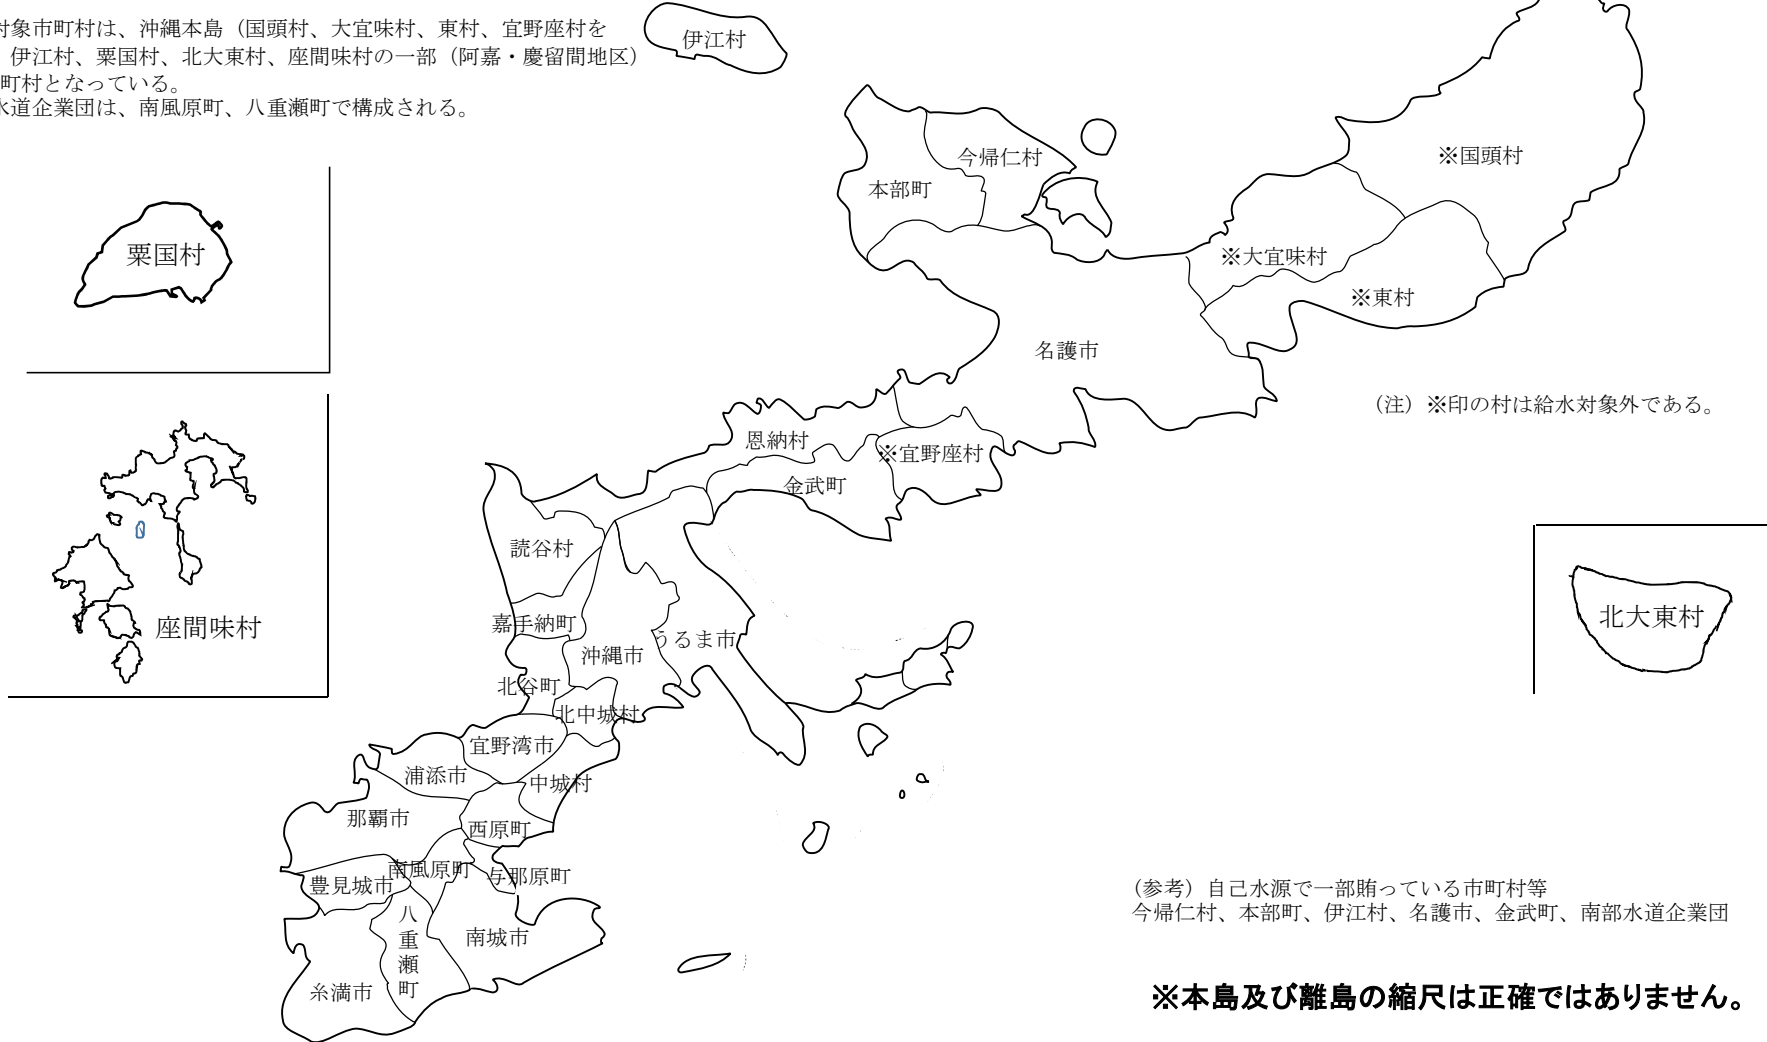 対象市町村は、沖縄本島（国頭村、大宜味村、東村、宜野座村を
、伊江村、粟国村、北大東村、座間味村の一部（阿嘉・慶留間地区）
町村となっている。
水道企業団は、南風原町、八重瀬町で構成される。
伊江村
今帰仁村
本部町
※国頭村
※大宜味村
※東村
粟国村
名護市
（注）※印の村は給水対象外である。
恩納村
※宜野座村
金武町
読谷村
嘉手納町
うるま市
沖縄市
座間味村
北大東村
北谷町
北中城村
宜野湾市
浦添市
中城村
那覇市
西原町
南風原町
与那原町
豊見城市
八重瀬町
南城市
糸満市
（参考）自己水源で一部賄っている市町村等
今帰仁村、本部町、伊江村、名護市、金武町、南部水道企業団
※本島及び離島の縮尺は正確ではありません。